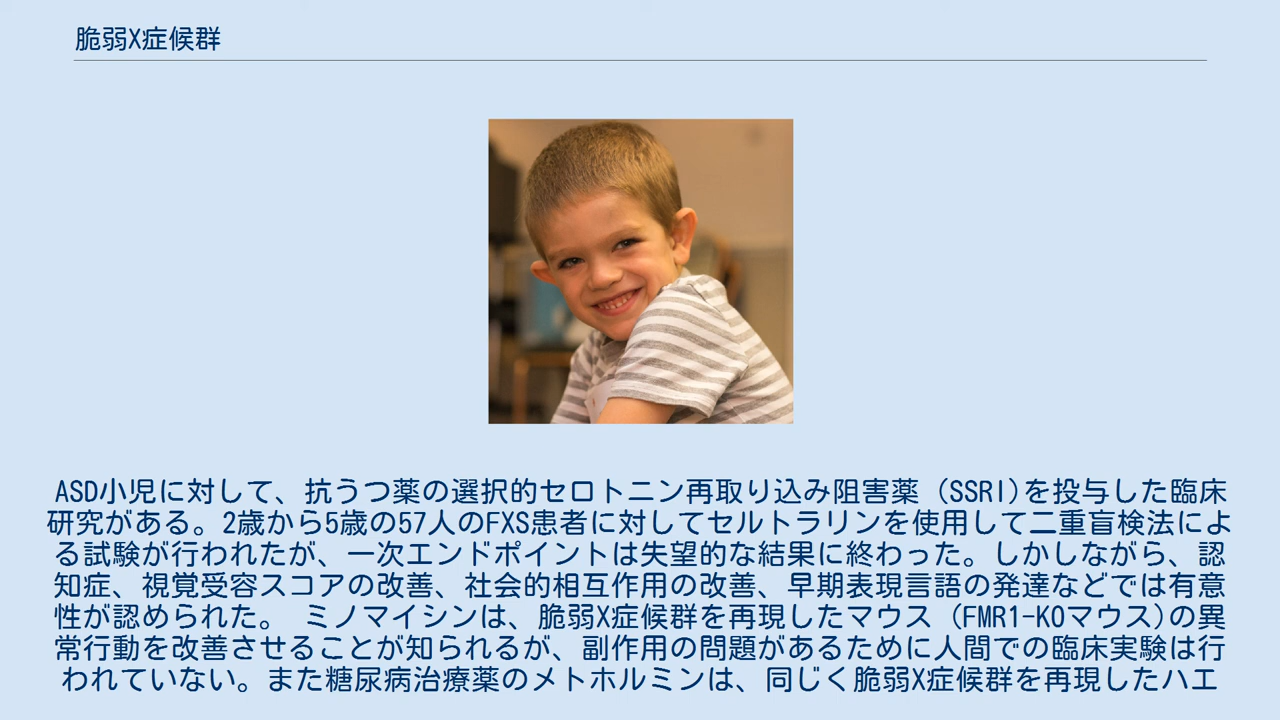 脆弱X症候群
ASD小児に対して、抗うつ薬の選択的セロトニン再取り込み阻害薬 (SSRI)を投与した臨床
研究がある。2歳から5歳の57人のFXS患者に対してセルトラリンを使用して二重盲検法によ
る試験が行われたが、一次エンドポイントは失望的な結果に終わった。しかしながら、認
知症、視覚受容スコアの改善、社会的相互作用の改善、早期表現言語の発達などでは有意
性が認められた。 ミノマイシンは、脆弱X症候群を再現したマウス (FMR1-KOマウス)の異
常行動を改善させることが知られるが、副作用の問題があるために人間での臨床実験は行
われていない。また糖尿病治療薬のメトホルミンは、同じく脆弱X症候群を再現したハエ